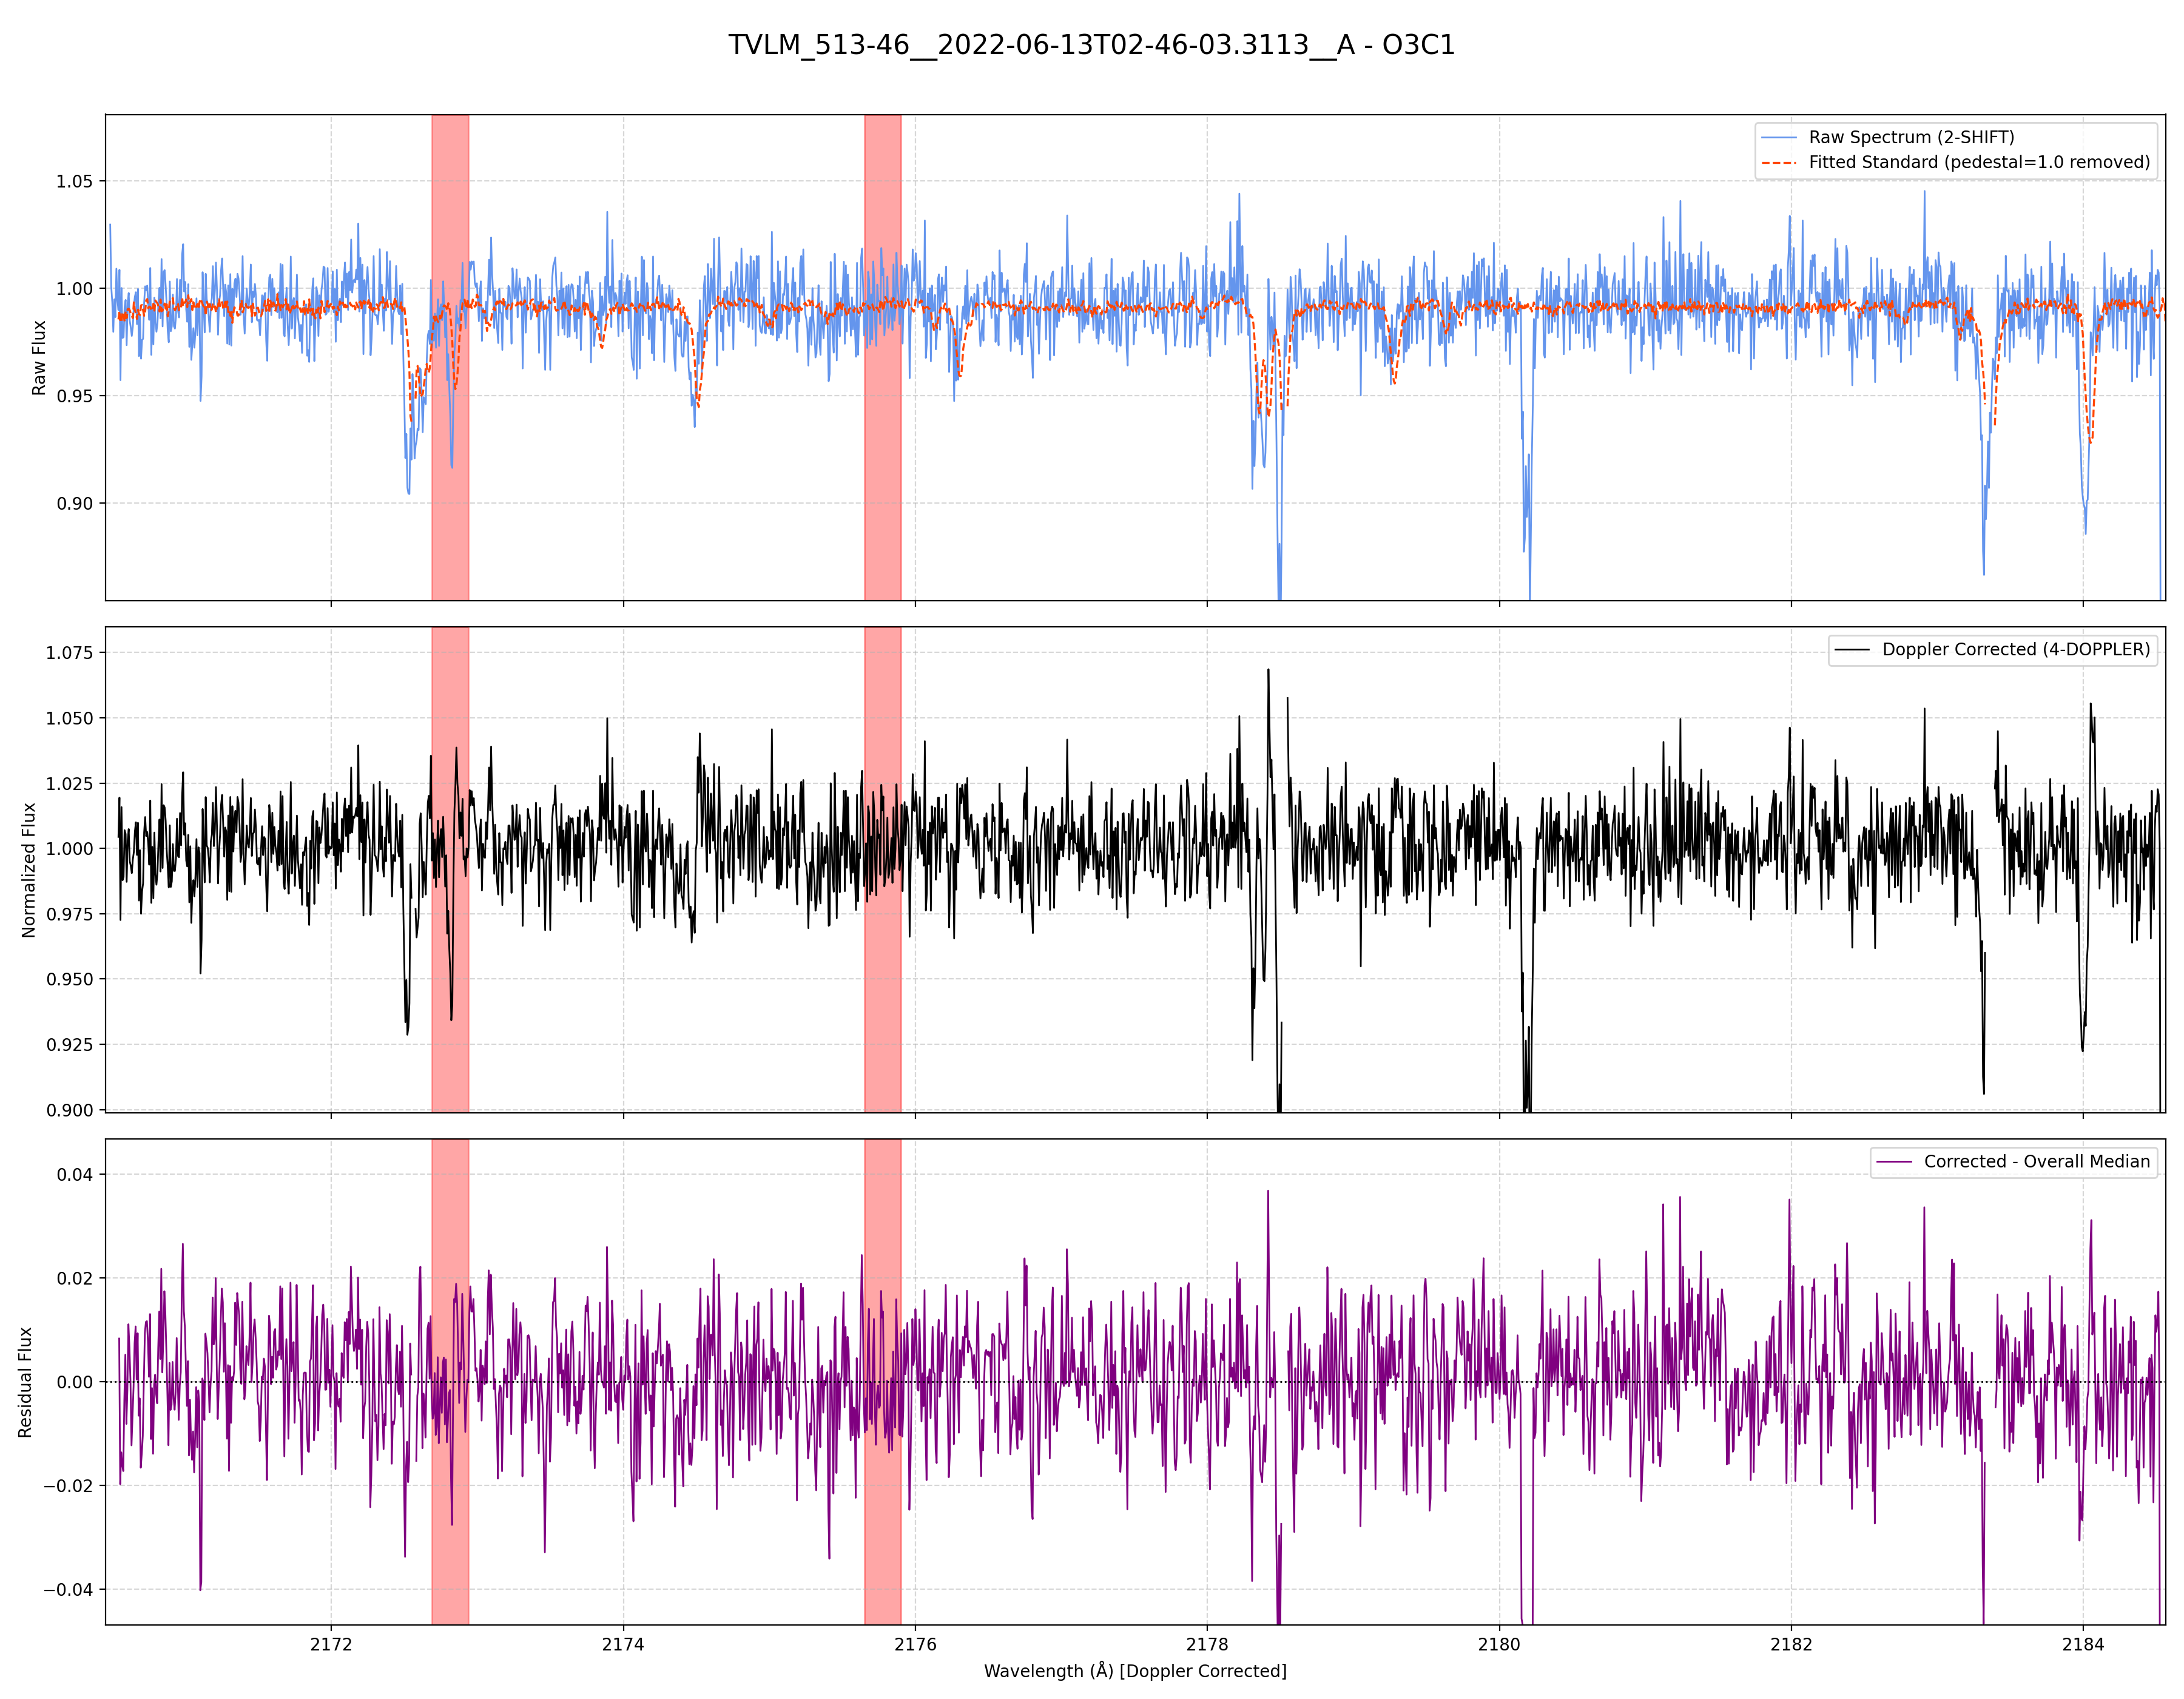 TVLM_513-46__2022-06-13T02-46-03.3113__A - O3C1
Raw Flux
1.05
1.00
0.95
0.90
Raw Spectrum (2-SHIFT)
Fitted Standard (pedestal=1.0 removed)
Normalized Flux
1.075
1.050
1.025
1.000
0.975
0.950
0.925
0.900
Doppler Corrected (4-DOPPLER)
Residual Flux
0.04
0.02
0.00
−0.02
−0.04
Corrected - Overall Median
2172 2174 2176 2178 2180 2182 2184
Wavelength (Å) [Doppler Corrected]